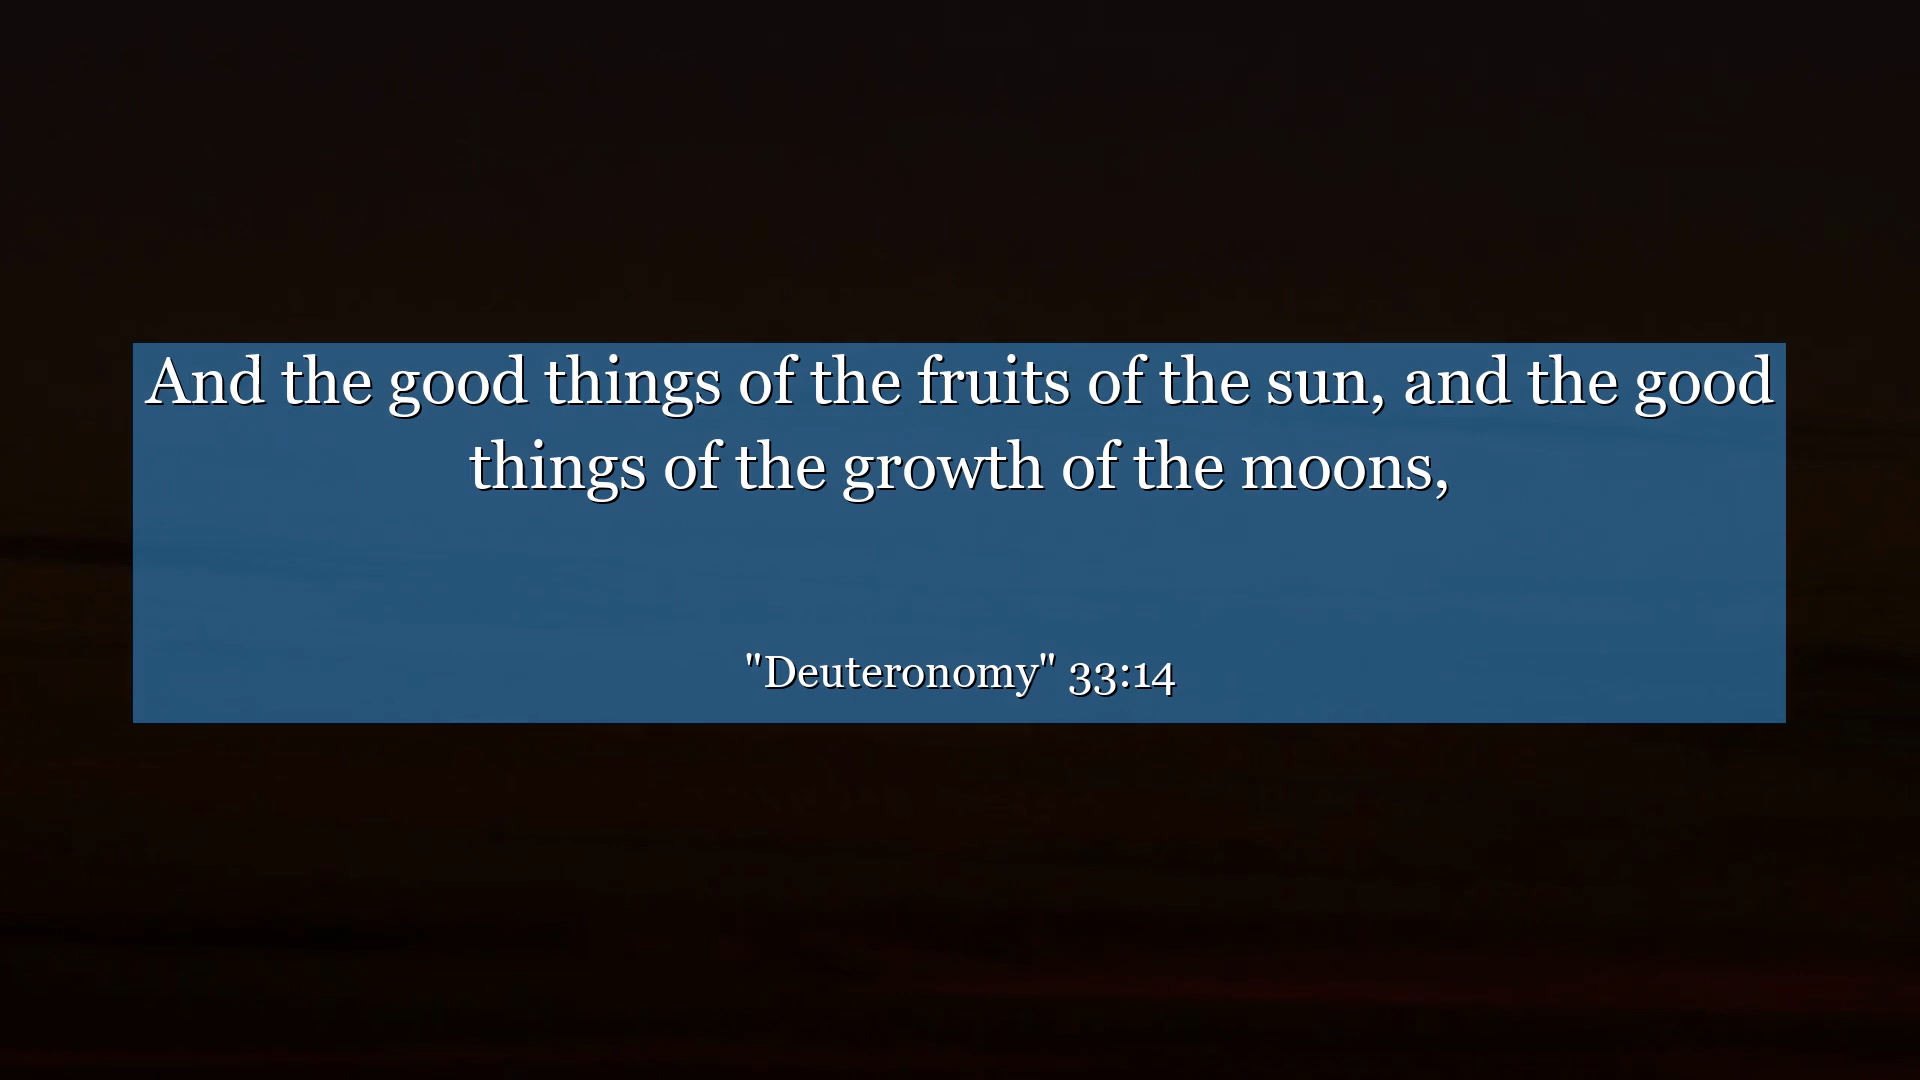 And the good things of the fruits of the sun, and the good
things of the growth of the moons,
"Deuteronomy" 33:14